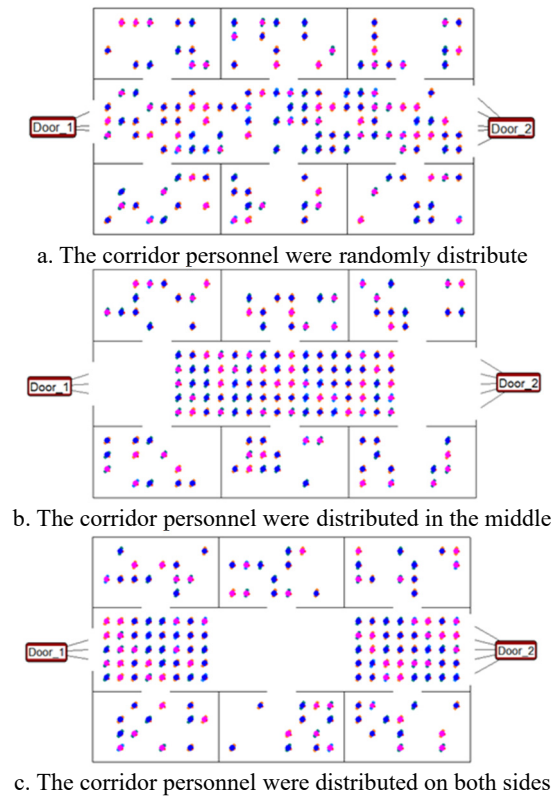 Door_1
Door_2
a. The corridor personnel were randomly distribute
Door_1
Door_2
b. The corridor personnel were distributed in the middle
Door_1
Door_2
c. The corridor personnel were distributed on both sides